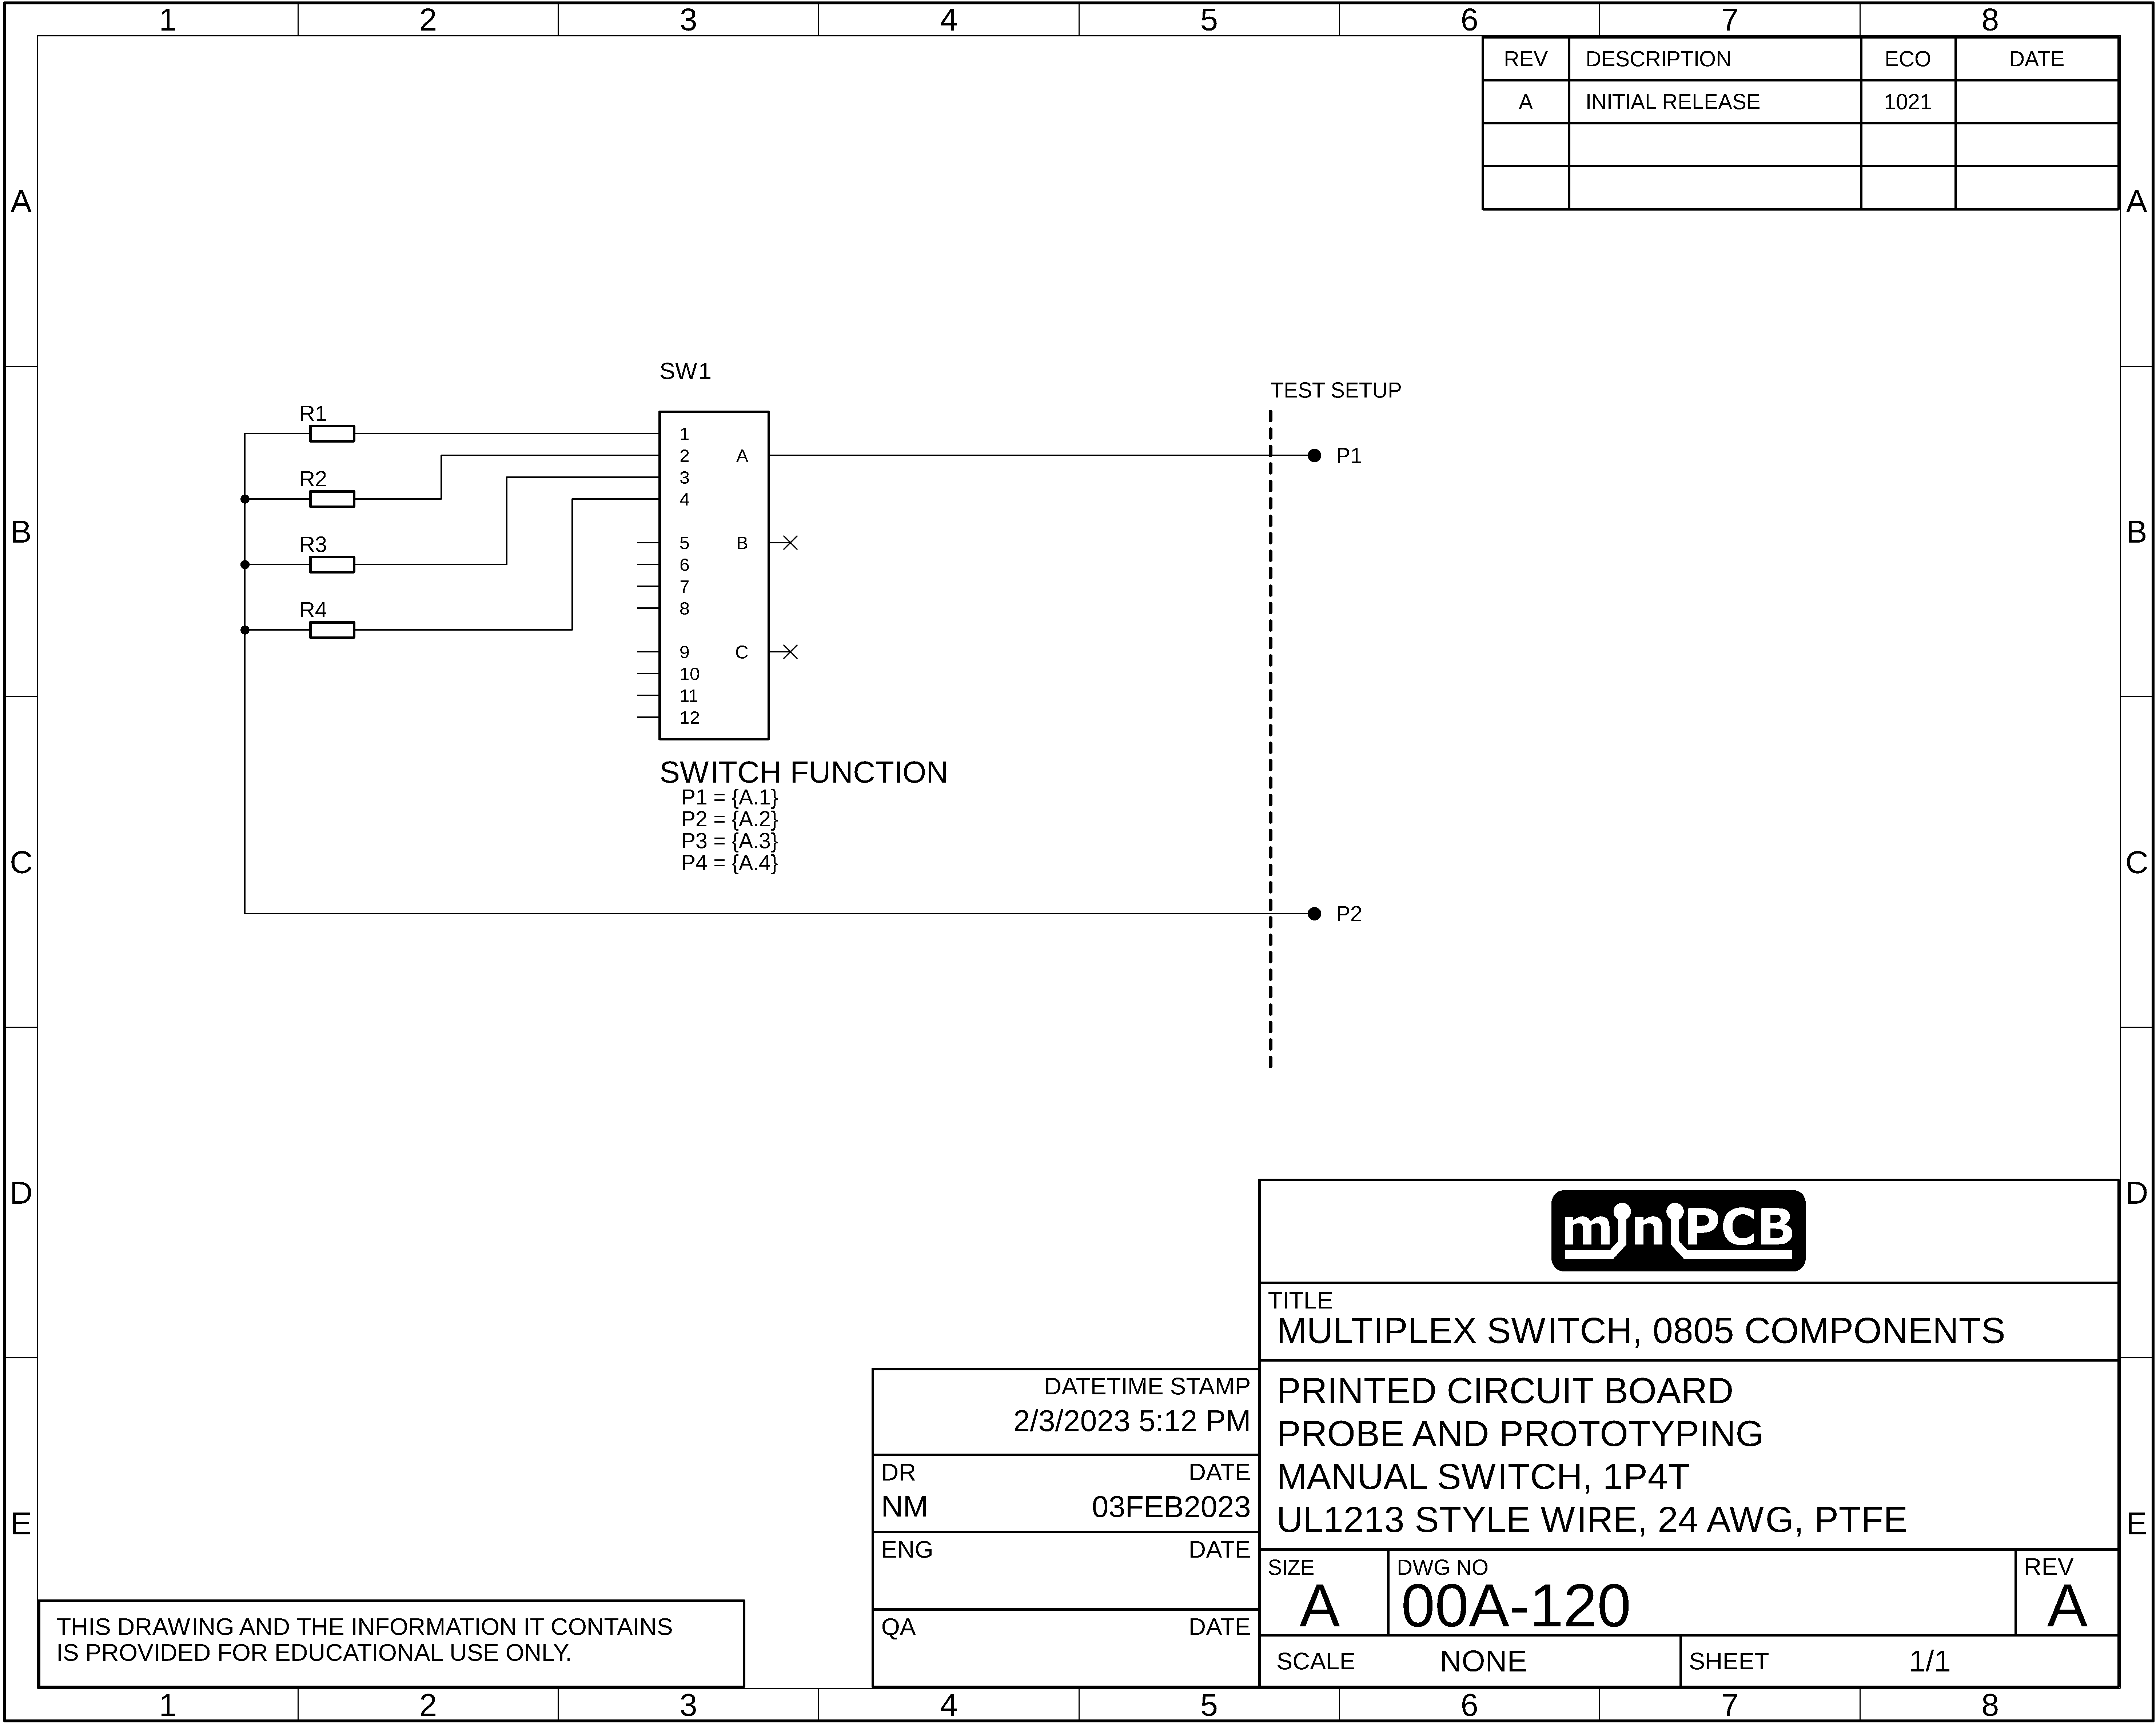 1 2 3 4 5 6 7 8
REV DESCRIPTION ECO DATE
A INITIAL RELEASE 1021
A A
SW1
TEST SETUP
R1
1
2 A P1
R2 3
4
B B
R3 5 B
6
7
R4 8
9 C
10
11
12
SWITCH FUNCTION
P1 = {A.1}
P2 = {A.2}
P3 = {A.3}
P4 = {A.4}
C C
P2
D D
miniPCB
TITLE
MULTIPLEX SWITCH, 0805 COMPONENTS
PRINTED CIRCUIT BOARD
PROBE AND PROTOTYPING
MANUAL SWITCH, 1P4T
UL1213 STYLE WIRE, 24 AWG, PTFE
DATETIME STAMP
2/3/2023 5:12 PM
DR DATE
NM 03FEB2023
ENG DATE
QA DATE
E E
SIZE DWG NO REV
A 00A-120 A
SCALE NONE SHEET 1/1
THIS DRAWING AND THE INFORMATION IT CONTAINS
IS PROVIDED FOR EDUCATIONAL USE ONLY.
1 2 3 4 5 6 7 8